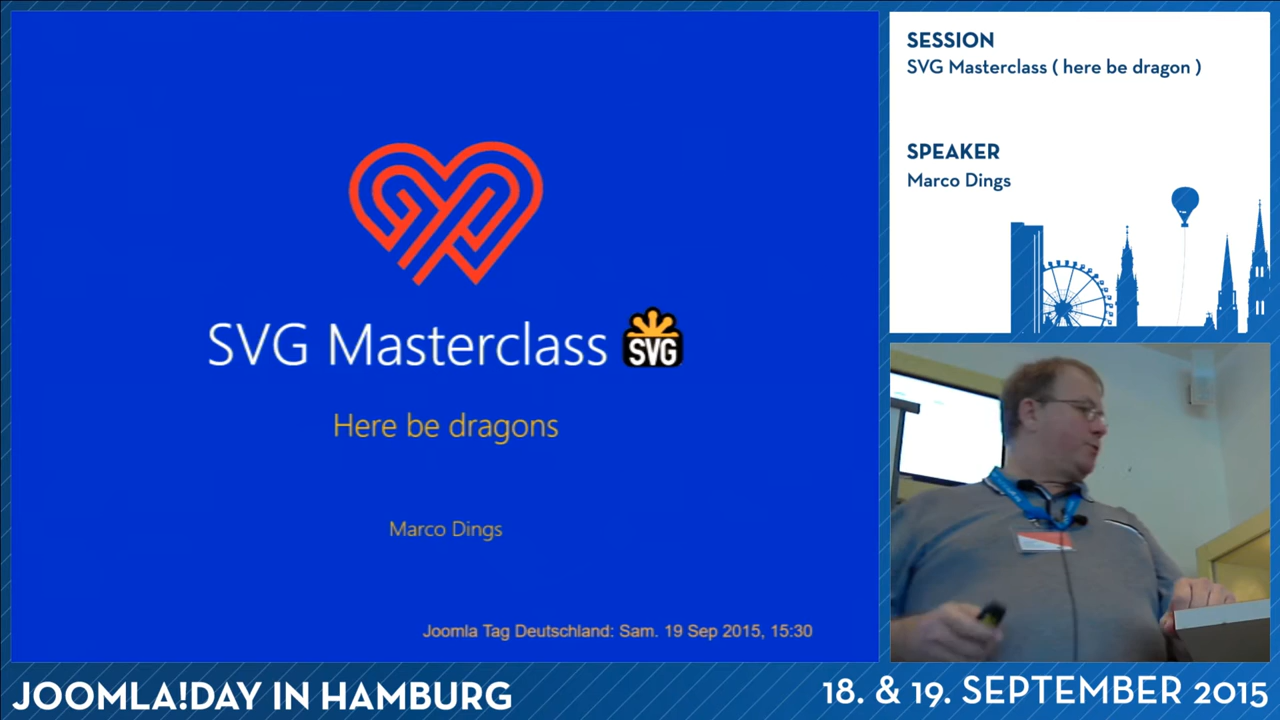 SVG Masterclass SVG
Here be dragons
Marco Dings
Joomla Tag Deutschland: Sam. 19 Sep 2015, 15:30
SESSION
SVG Masterclass ( here be dragon )
SPEAKER
Marco Dings
JOOMLA!DAY IN HAMBURG
18. & 19. SEPTEMBER 2015